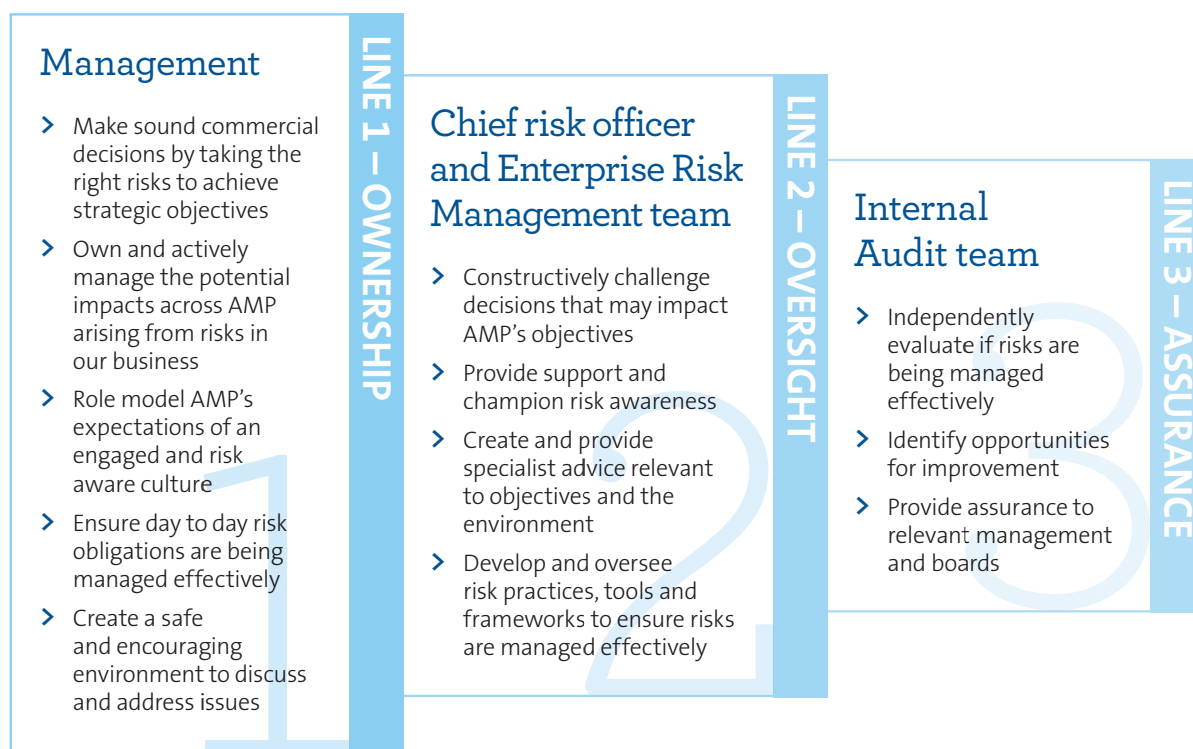 Management
> Make sound commercial
decisions by taking the
right risks to achieve
strategic objectives
> Own and actively
manage the potential
impacts across AMP
arising from risks in
our business
> Role model AMP's
expectations of an
engaged and risk
aware culture
> Ensure day to day risk
obligations are being
managed effectively
> Create a safe
and encouraging
environment to discuss
and address issues
1
LINE 1 – OWNERSHIP
Chief risk officer
and Enterprise Risk
Management team
> Constructively challenge
decisions that may impact
AMP's objectives
> Provide support and
champion risk awareness
> Create and provide
specialist advice relevant
to objectives and the
environment
> Develop and oversee
risk practices, tools and
frameworks to ensure risks
are managed effectively
2
LINE 2 – OVERSIGHT
Internal
Audit team
> Independently
evaluate if risks are
being managed
effectively
> Identify opportunities
for improvement
> Provide assurance to
relevant management
and boards
3
LINE 3 – ASSURANCE